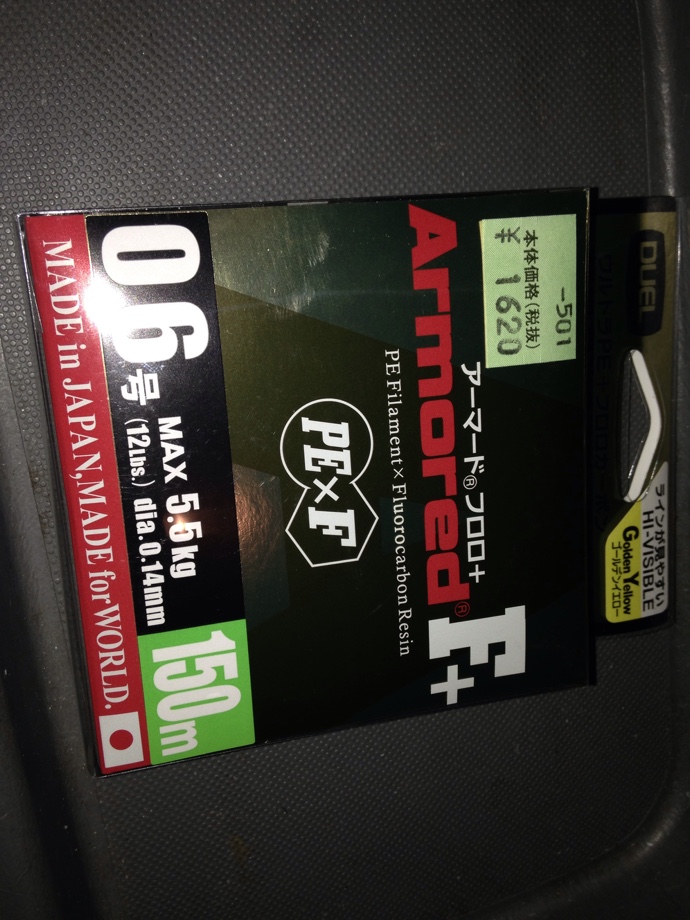 DUEL
ラインが見やすい
HI-VISIBLE
Golden Yellow
ゴールデンイエロー
-501
本体価格(税抜)
¥ 1620
アーマード®フロロ+
Armored® F+
PE Filament×Fluorocarbon Resin
PE×F
0.6号 MAX 5.5kg
(12Lbs.) dia.0.14mm
150m
MADE in JAPAN,MADE for WORLD.